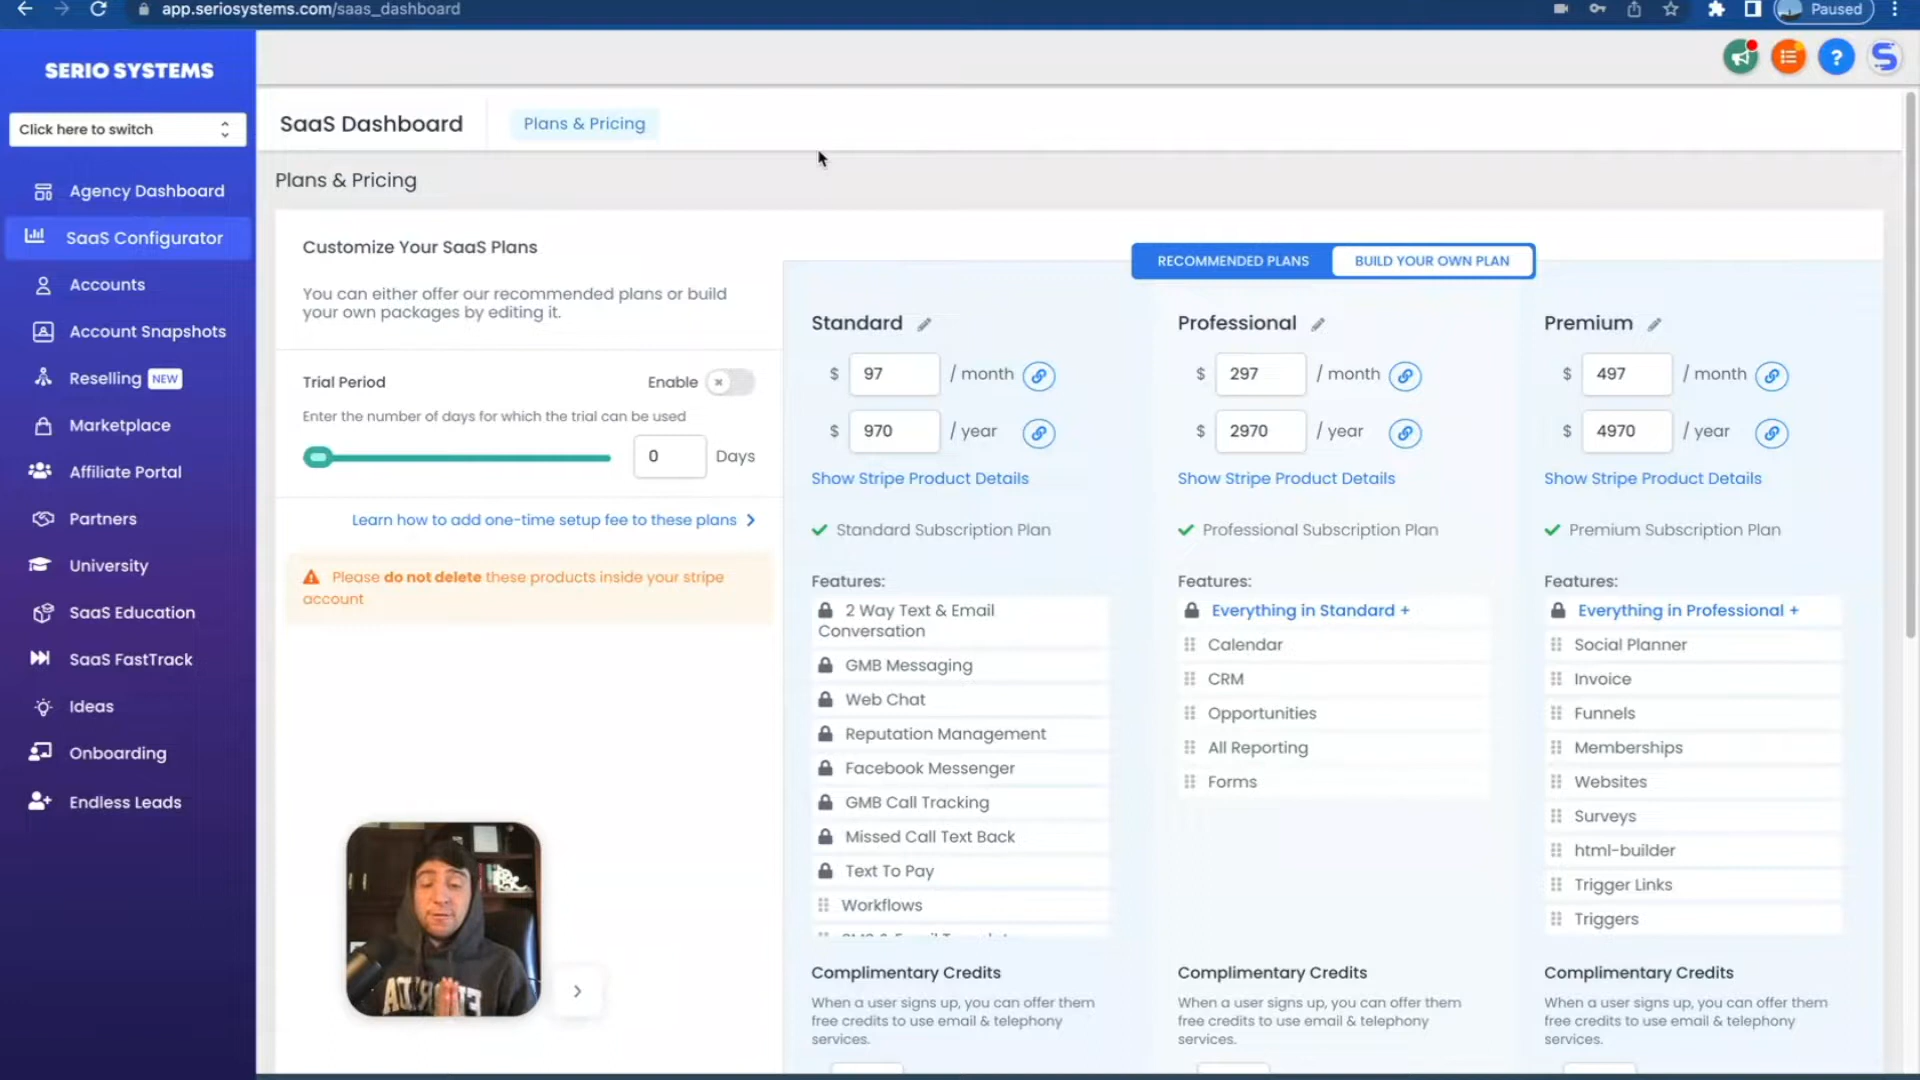 app.seriosystems.com/saas_dashboard
Paused
SERIO SYSTEMS
Click here to switch
Agency Dashboard
SaaS Configurator
Accounts
Account Snapshots
Reselling NEW
Marketplace
Affiliate Portal
Partners
University
SaaS Education
SaaS FastTrack
Ideas
Onboarding
Endless Leads
SaaS Dashboard
Plans & Pricing
Plans & Pricing
Customize Your SaaS Plans
You can either offer our recommended plans or build
your own packages by editing it.
Trial Period
Enable
Enter the number of days for which the trial can be used
0 Days
Learn how to add one-time setup fee to these plans
Please do not delete these products inside your stripe
account
RECOMMENDED PLANS
BUILD YOUR OWN PLAN
Standard
$ 97 / month
$ 970 / year
Show Stripe Product Details
Standard Subscription Plan
Features:
2 Way Text & Email
Conversation
GMB Messaging
Web Chat
Reputation Management
Facebook Messenger
GMB Call Tracking
Missed Call Text Back
Text To Pay
Workflows
Complimentary Credits
When a user signs up, you can offer them
free credits to use email & telephony
services.
Professional
$ 297 / month
$ 2970 / year
Show Stripe Product Details
Professional Subscription Plan
Features:
Everything in Standard +
Calendar
CRM
Opportunities
All Reporting
Forms
Complimentary Credits
When a user signs up, you can offer them
free credits to use email & telephony
services.
Premium
$ 497 / month
$ 4970 / year
Show Stripe Product Details
Premium Subscription Plan
Features:
Everything in Professional +
Social Planner
Invoice
Funnels
Memberships
Websites
Surveys
html-builder
Trigger Links
Triggers
Complimentary Credits
When a user signs up, you can offer them
free credits to use email & telephony
services.